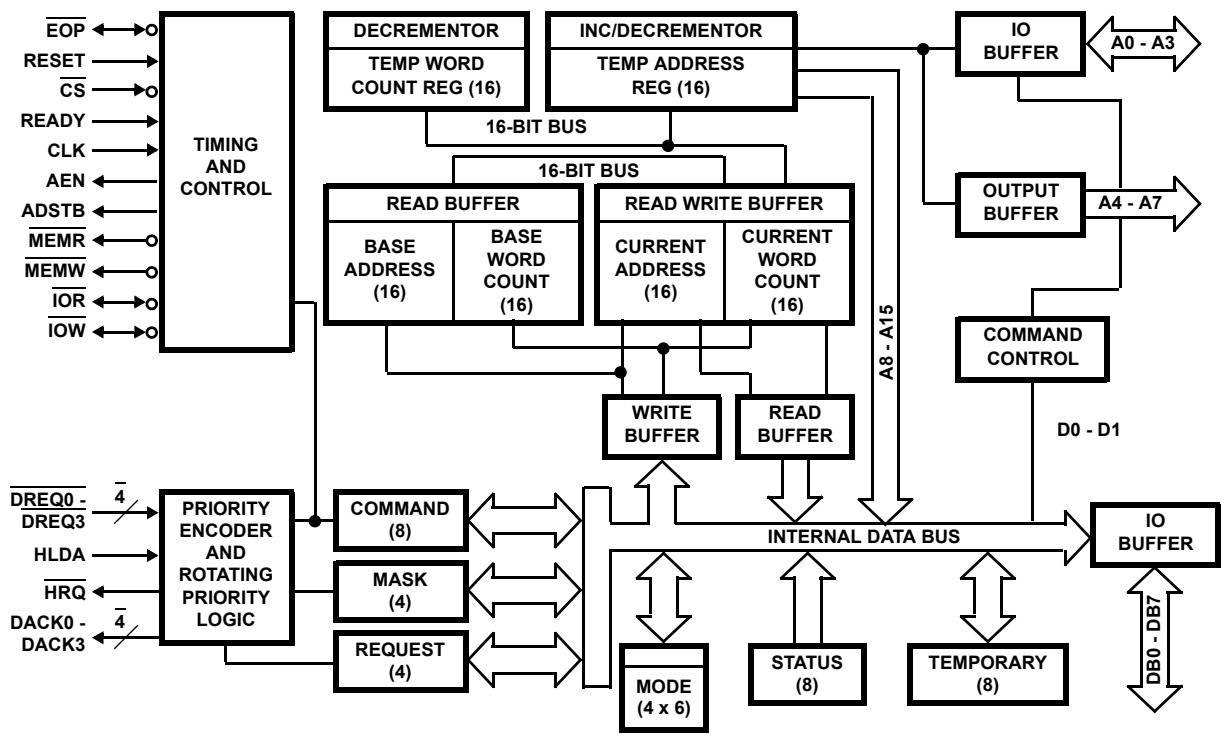 EOP
RESET
CS
READY
CLK
AEN
ADSTB
MEMR
MEMW
IOR
IOW
TIMING
AND
CONTROL
DECREMENTOR
TEMP WORD
COUNT REG (16)
INC/DECREMENTOR
TEMP ADDRESS
REG (16)
16-BIT BUS
16-BIT BUS
READ BUFFER
BASE
ADDRESS
(16)
BASE
WORD
COUNT
(16)
READ WRITE BUFFER
CURRENT
ADDRESS
(16)
CURRENT
WORD
COUNT
(16)
IO
BUFFER
A0 - A3
OUTPUT
BUFFER
A4 - A7
A8 - A15
COMMAND
CONTROL
WRITE
BUFFER
READ
BUFFER
D0 - D1
DREQ0 -
DREQ3
4
HLDA
HRQ
DACK0 -
DACK3
4
PRIORITY
ENCODER
AND
ROTATING
PRIORITY
LOGIC
COMMAND
(8)
MASK
(4)
REQUEST
(4)
INTERNAL DATA BUS
IO
BUFFER
MODE
(4 x 6)
STATUS
(8)
TEMPORARY
(8)
DB0 - DB7